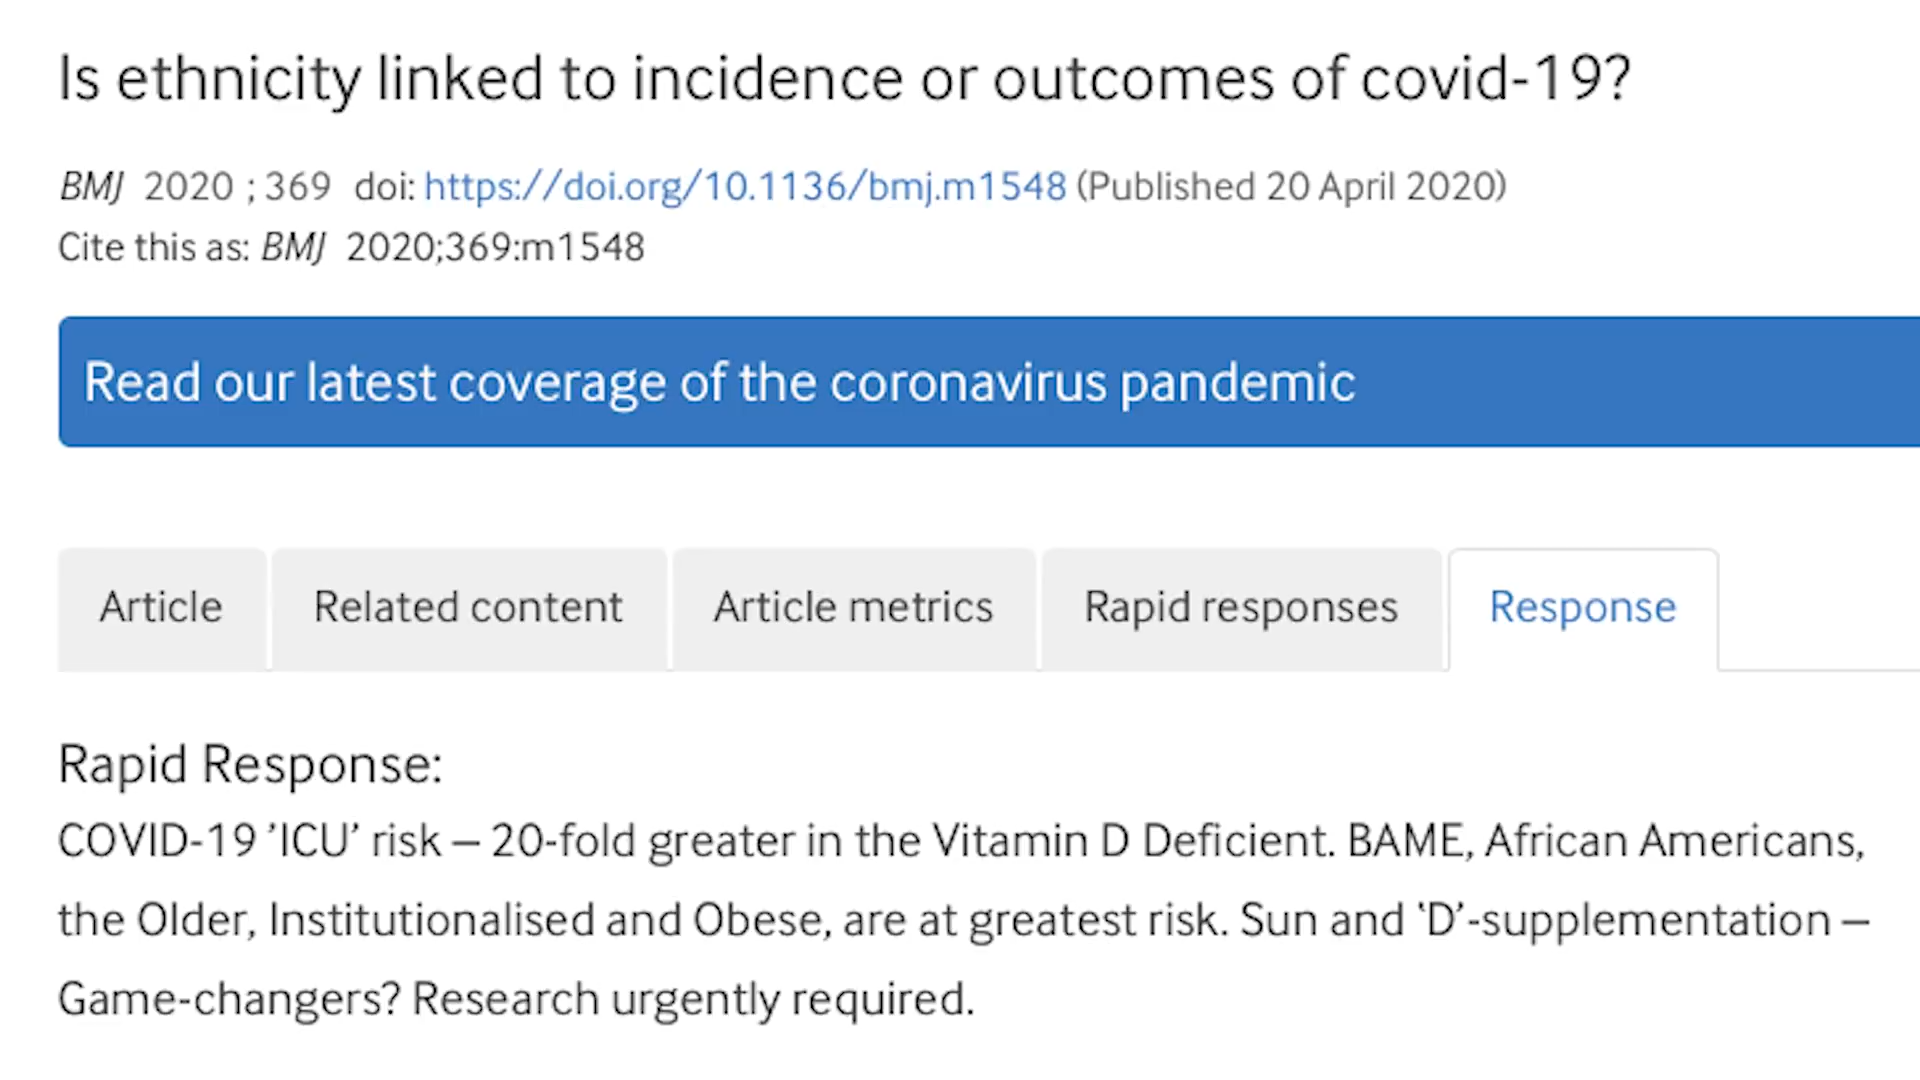 Is ethnicity linked to incidence or outcomes of covid-19?
BMJ 2020 ; 369 doi: https://doi.org/10.1136/bmj.m1548 (Published 20 April 2020)
Cite this as: BMJ 2020;369:m1548
Read our latest coverage of the coronavirus pandemic
Article Related content Article metrics Rapid responses Response
Rapid Response:
COVID-19 ’ICU’ risk – 20-fold greater in the Vitamin D Deficient. BAME, African Americans,
the Older, Institutionalised and Obese, are at greatest risk. Sun and ‘D’-supplementation –
Game-changers? Research urgently required.